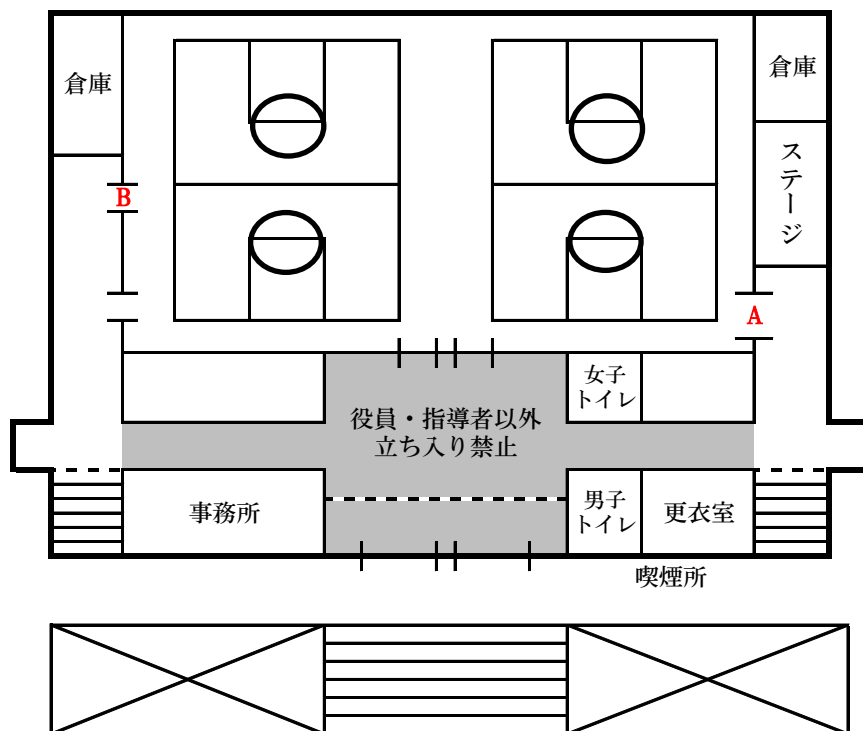 倉庫
倉庫
ステージ
B
A
女子
トイレ
役員・指導者以外
立ち入り禁止
事務所
男子
トイレ
更衣室
喫煙所